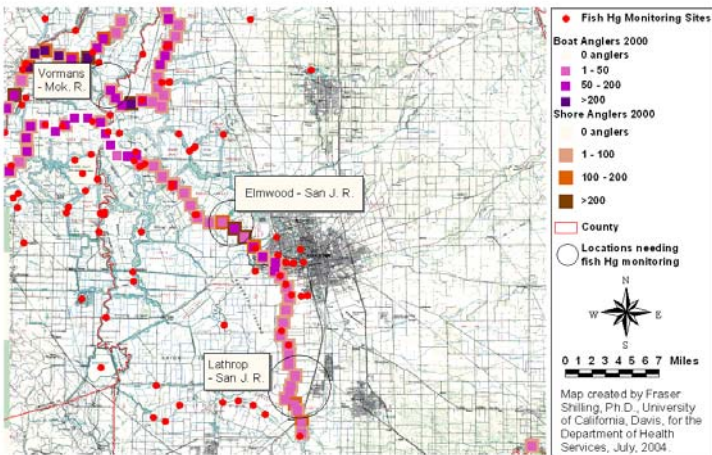 Vormans
- Mok. R.
Elmwood - San J. R.
Lathrop
- San J. R.
Fish Hg Monitoring Sites
Boat Anglers 2000
0 anglers
1 - 50
50 - 200
>200
Shore Anglers 2000
0 anglers
1 - 100
100 - 200
>200
County
Locations needing
fish Hg monitoring
N
W E
S
0 1 2 3 4 5 6 7 Miles
Map created by Fraser
Shilling, Ph.D., University
of California, Davis, for the
Department of Health
Services, July, 2004.